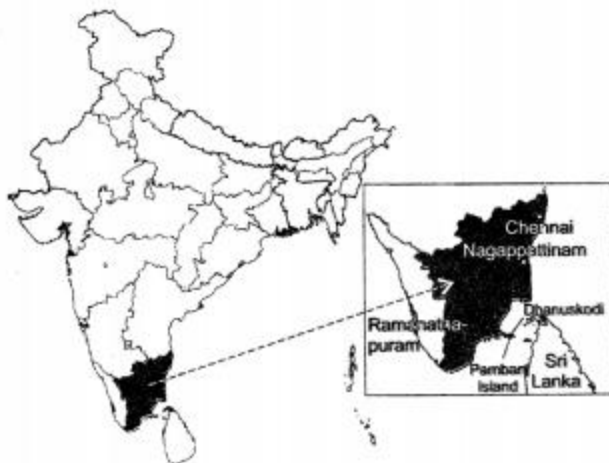 Chennai
Nagappattinam
Dhanuskodi
Ramanatha-
puram
Pamban
Island
Sri
Lanka
R